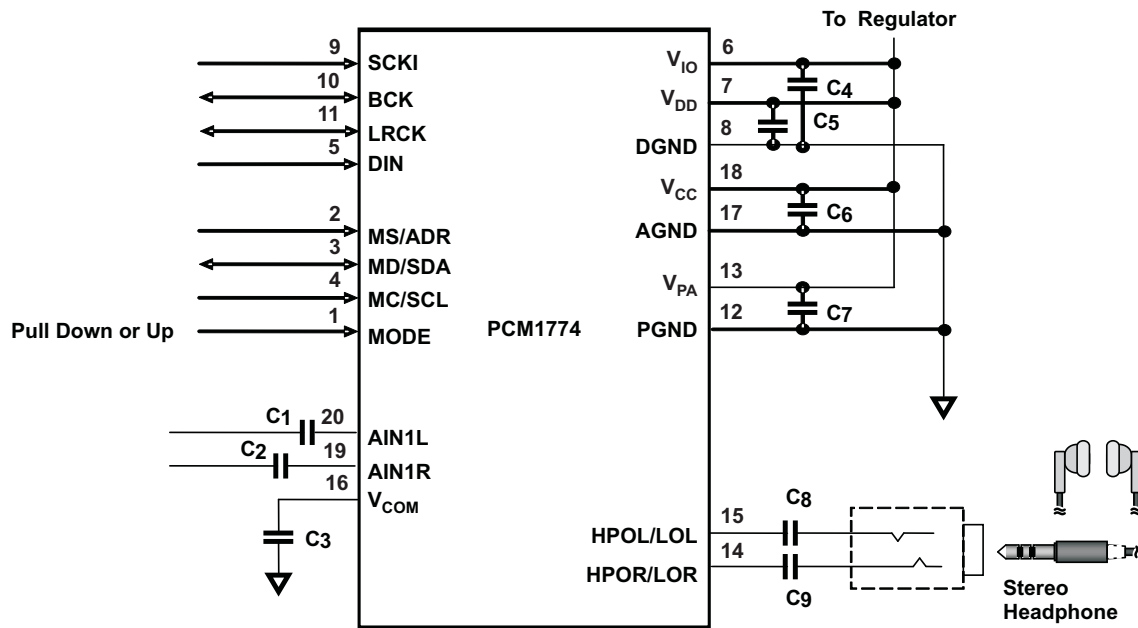 To Regulator
9
SCKI
10
BCK
11
LRCK
5
DIN
2
MS/ADR
3
MD/SDA
4
MC/SCL
Pull Down or Up
1
MODE
C1
20
AIN1L
C2
19
AIN1R
16
VCOM
C3
PCM1774
6
VIO
C4
7
VDD
C5
8
DGND
18
VCC
C6
17
AGND
13
VPA
C7
12
PGND
15
C8
HPOL/LOL
14
HPOR/LOR
C9
Stereo
Headphone